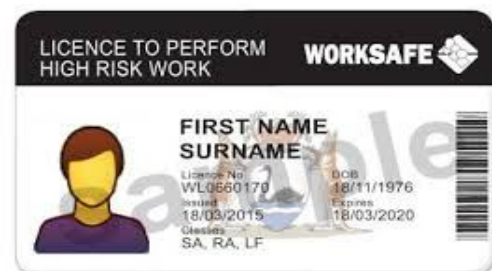 LICENCE TO PERFORM
HIGH RISK WORK
WORKSAFE
FIRST NAME
SURNAME
Licence No DOB
WL0660170 18/11/1976
Issued Expires
18/03/2015 18/03/2020
Classes
SA, RA, LF
sample